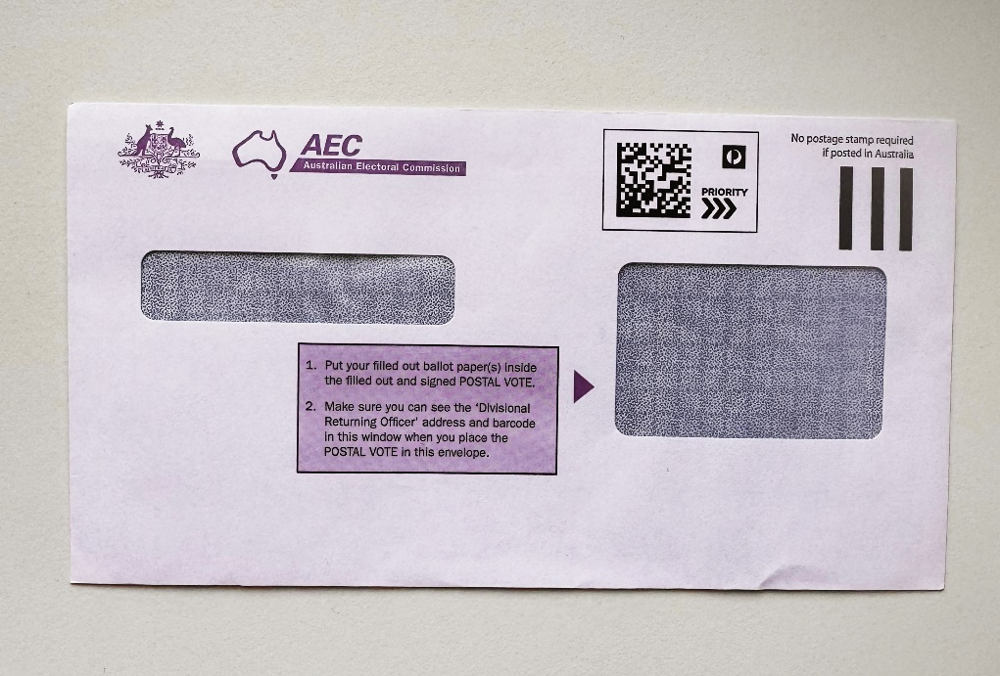 AEC
Australian Electoral Commission
PRIORITY
No postage stamp required
if posted in Australia
1. Put your filled out ballot paper(s) inside
the filled out and signed POSTAL VOTE.
2. Make sure you can see the ‘Divisional
Returning Officer’ address and barcode
in this window when you place the
POSTAL VOTE in this envelope.